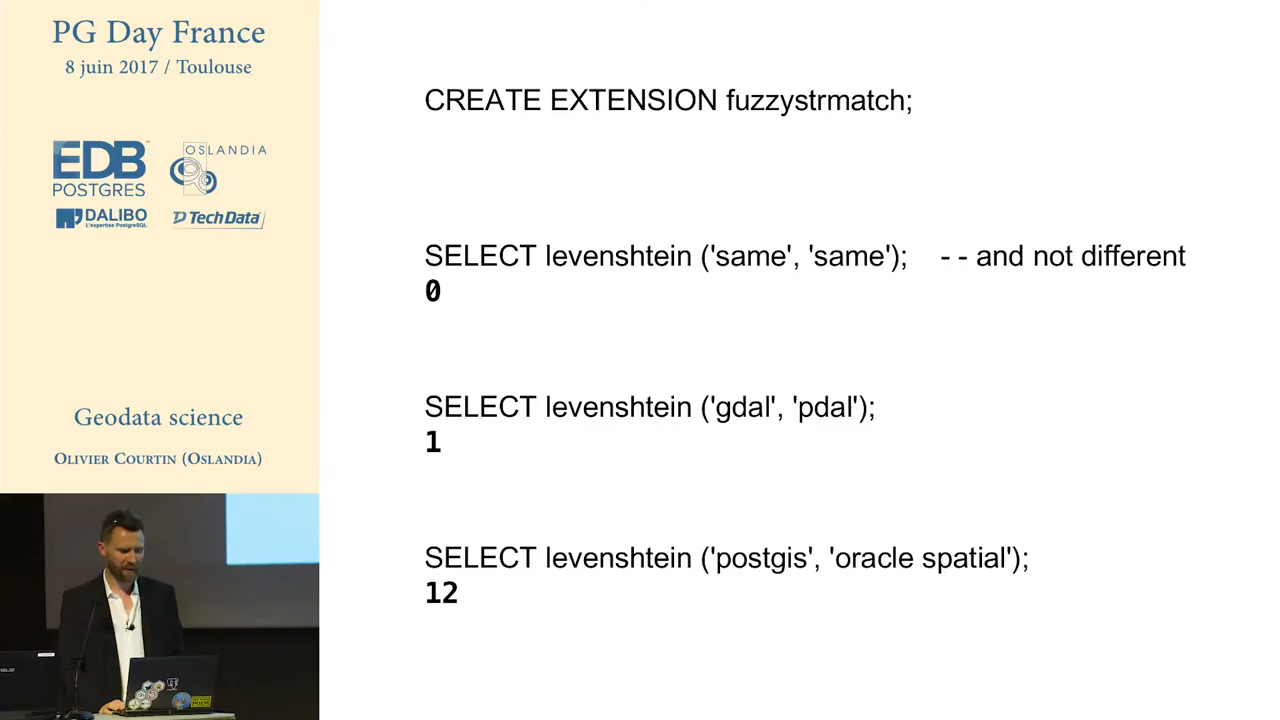 PG Day France
8 juin 2017 / Toulouse
EDB
POSTGRES
OSLANDIA
DALIBO
L'expertise PostgreSQL
TechData
Geodata science
OLIVIER COURTIN (OSLANDIA)
CREATE EXTENSION fuzzystrmatch;
SELECT levenshtein ('same', 'same');    - - and not different
0
SELECT levenshtein ('gdal', 'pdal');
1
SELECT levenshtein ('postgis', 'oracle spatial');
12